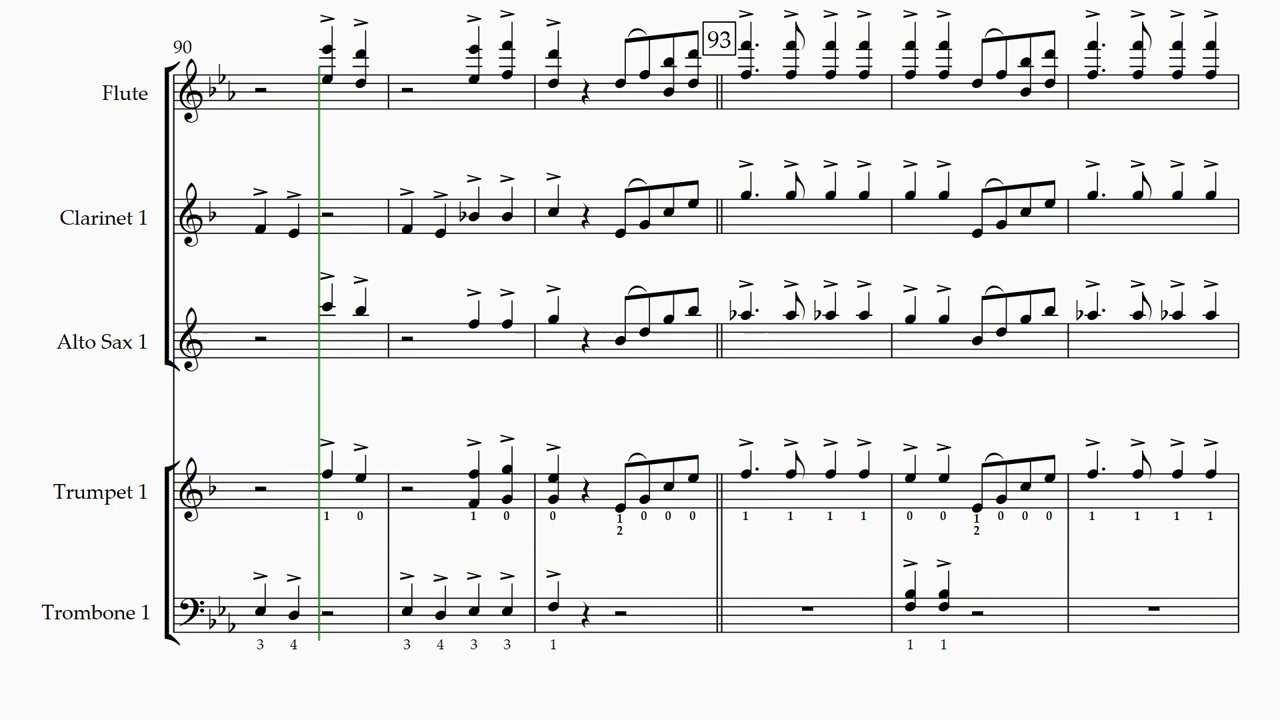 90
93
Flute
Clarinet 1
Alto Sax 1
Trumpet 1
1 0 1 0 0 1 0 0 0 1 1 1 1 0 0 1 0 0 0 1 1 1 1
2 2
Trombone 1
3 4 3 4 3 3 1 1 1